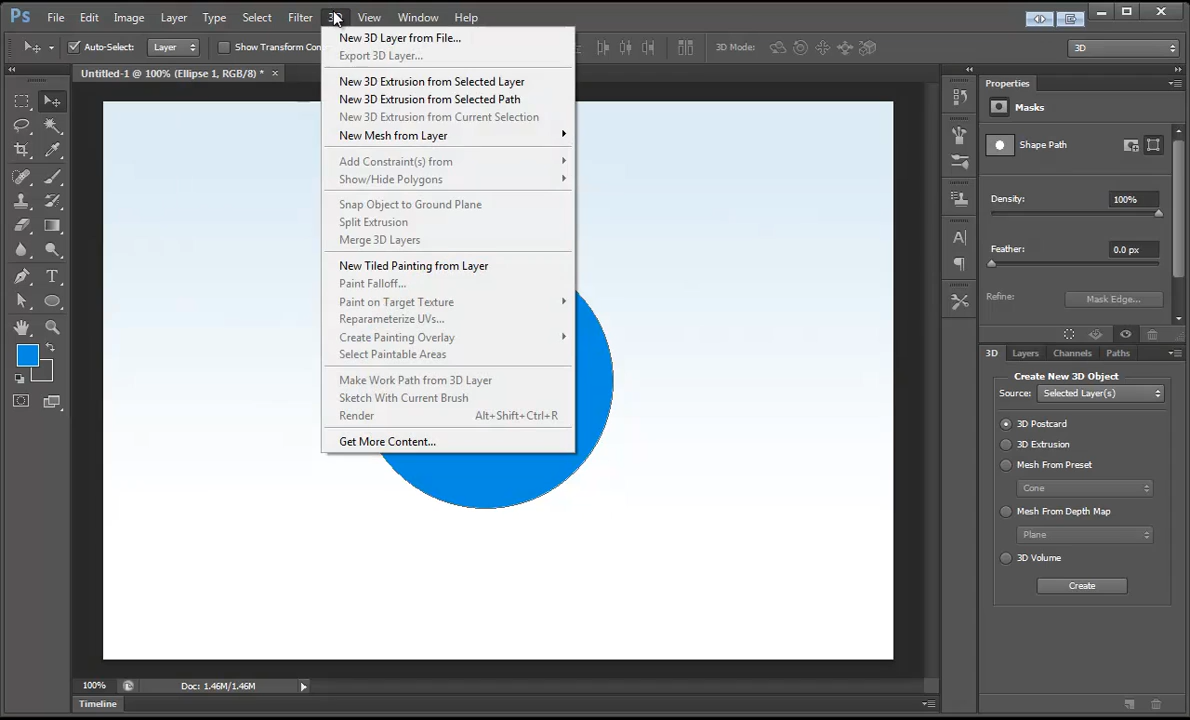 Ps File Edit Image Layer Type Select Filter 3D View Window Help
Auto-Select: Layer Show Transform Con 3D Mode: 3D
Untitled-1 @ 100% (Ellipse 1, RGB/8) * ×
New 3D Layer from File...
Export 3D Layer...
New 3D Extrusion from Selected Layer
New 3D Extrusion from Selected Path
New 3D Extrusion from Current Selection
New Mesh from Layer
Add Constraint(s) from
Show/Hide Polygons
Snap Object to Ground Plane
Split Extrusion
Merge 3D Layers
New Tiled Painting from Layer
Paint Falloff...
Paint on Target Texture
Reparameterize UVs...
Create Painting Overlay
Select Paintable Areas
Make Work Path from 3D Layer
Sketch With Current Brush
Render Alt+Shift+Ctrl+R
Get More Content...
Properties
Masks
Shape Path
Density: 100%
Feather: 0.0 px
Refine: Mask Edge...
3D Layers Channels Paths
Create New 3D Object
Source: Selected Layer(s)
3D Postcard
3D Extrusion
Mesh From Preset
Cone
Mesh From Depth Map
Plane
3D Volume
Create
100% Doc: 1.46M/1.46M
Timeline